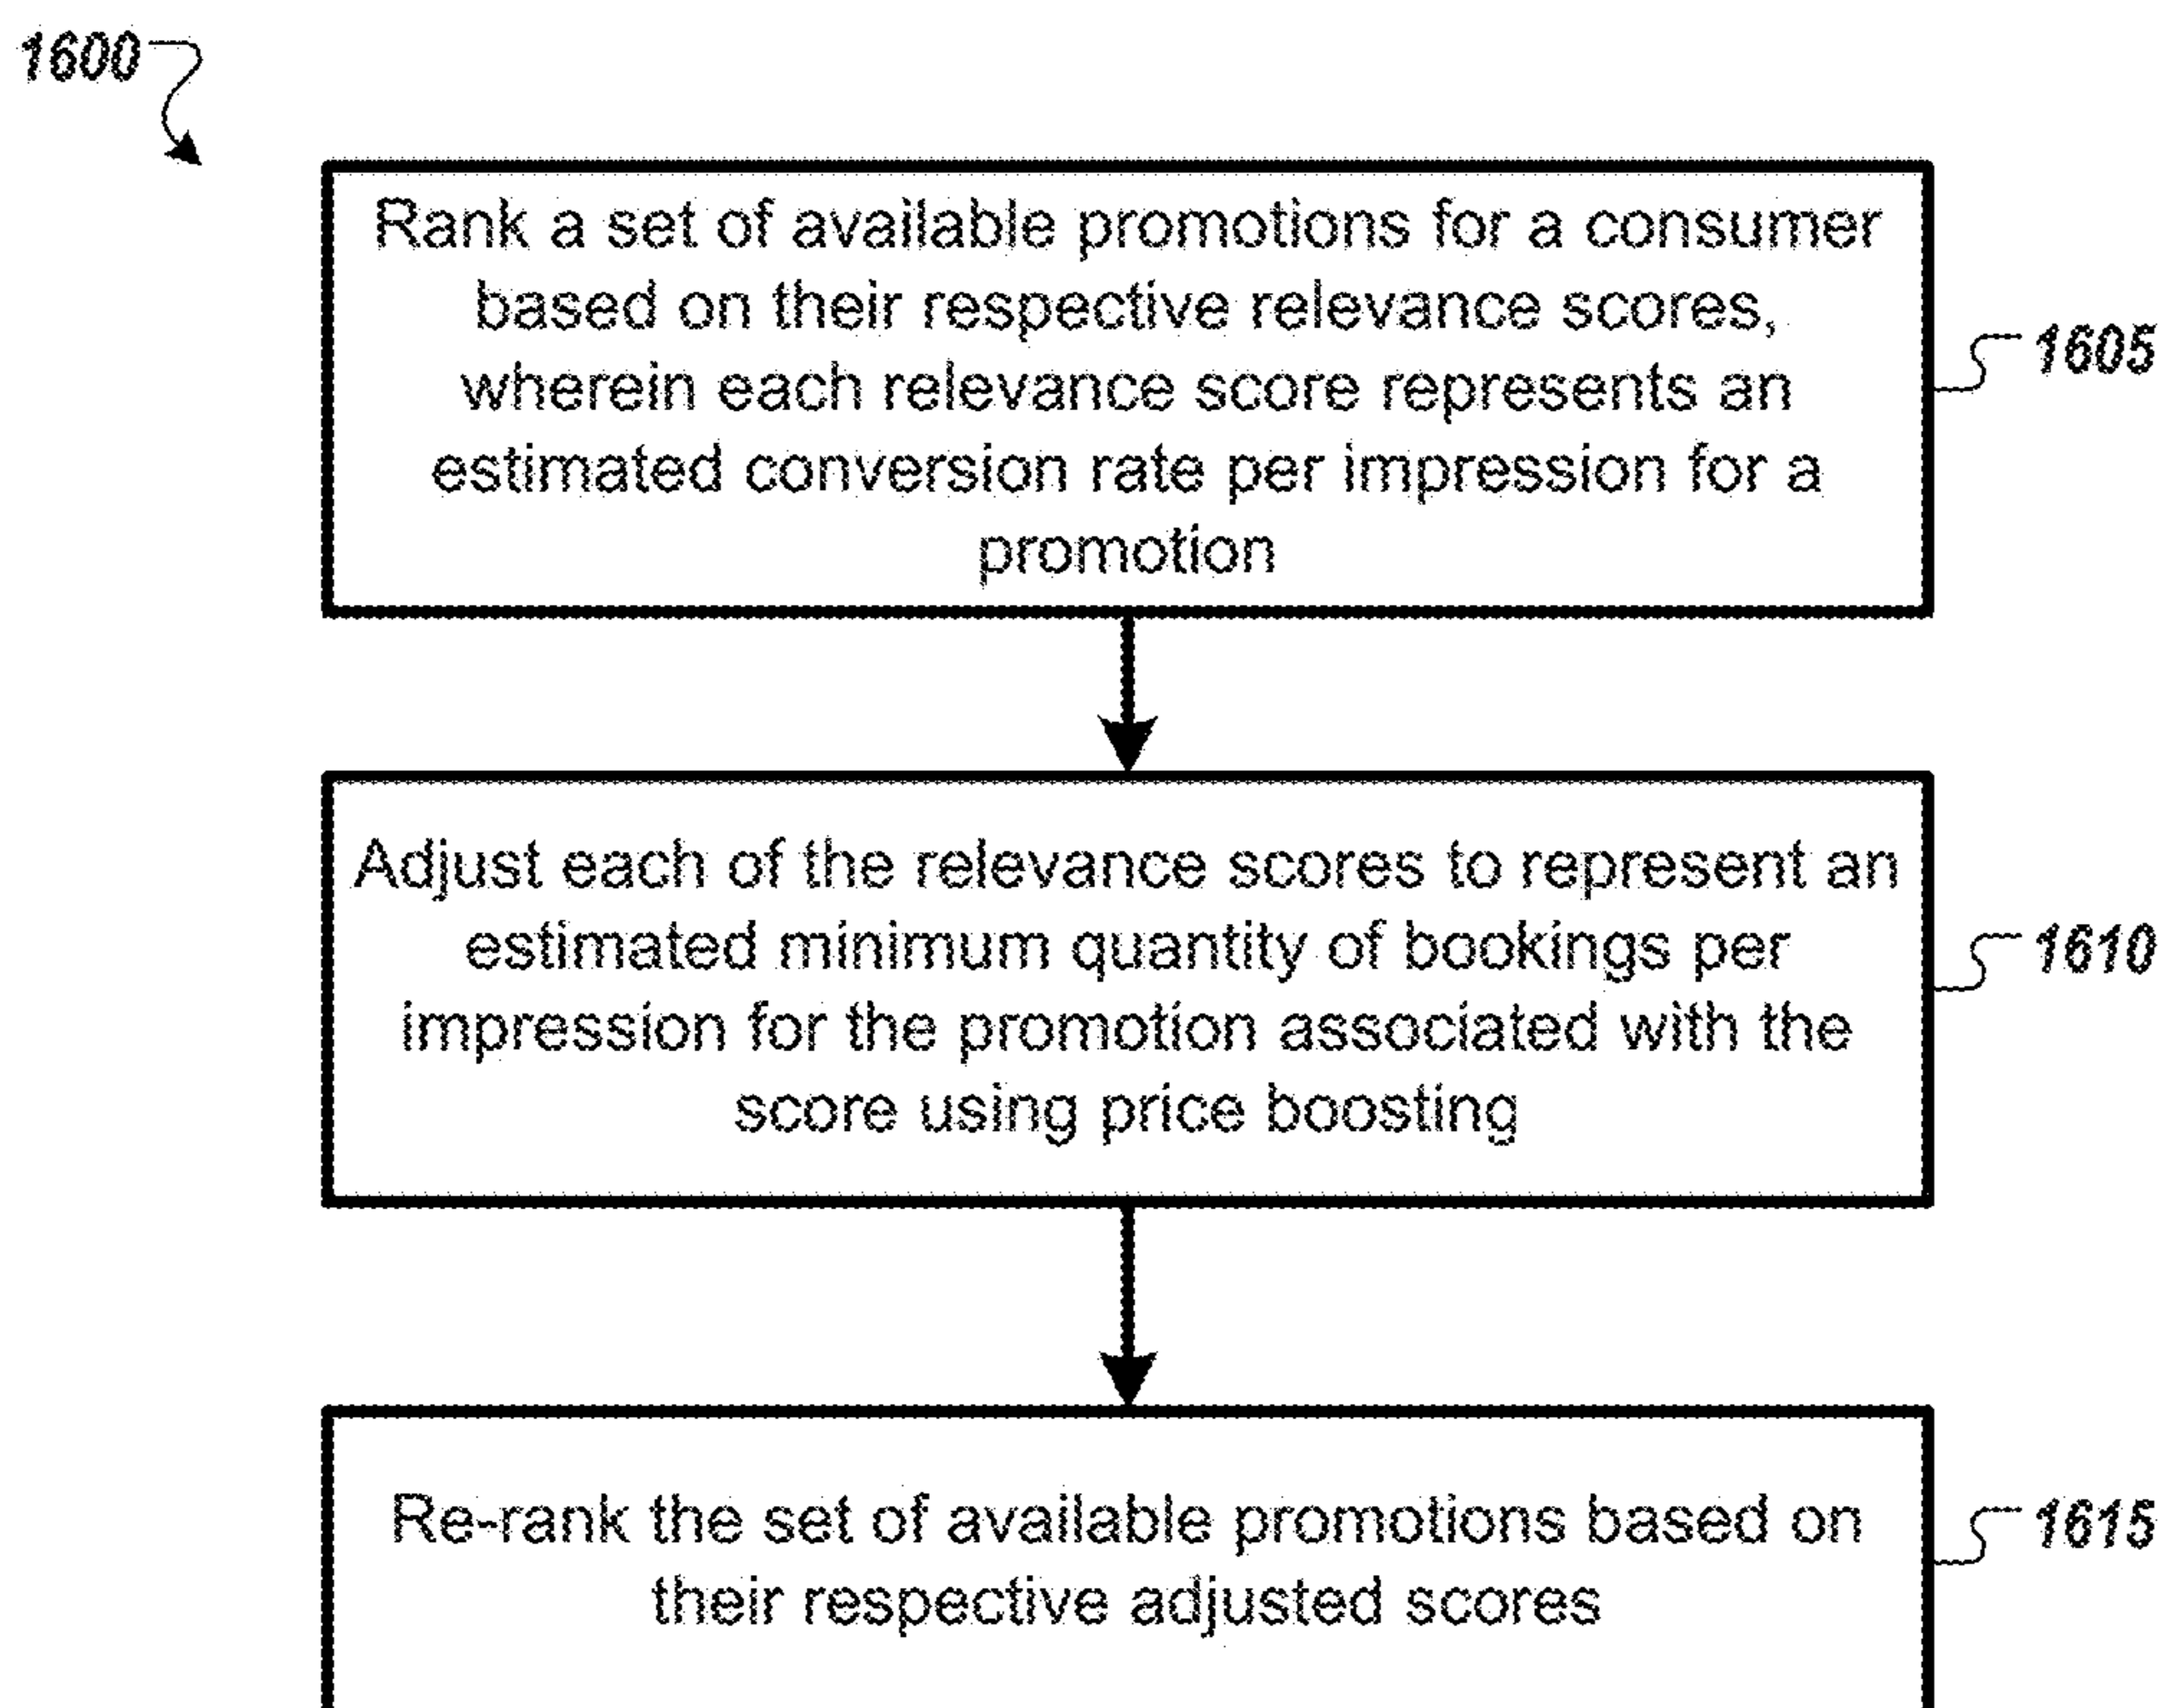 1600
Rank a set of available promotions for a consumer
based on their respective relevance scores,
wherein each relevance score represents an
estimated conversion rate per impression for a
promotion
1605
Adjust each of the relevance scores to represent an
estimated minimum quantity of bookings per
impression for the promotion associated with the
score using price boosting
1610
Re-rank the set of available promotions based on
their respective adjusted scores
1615